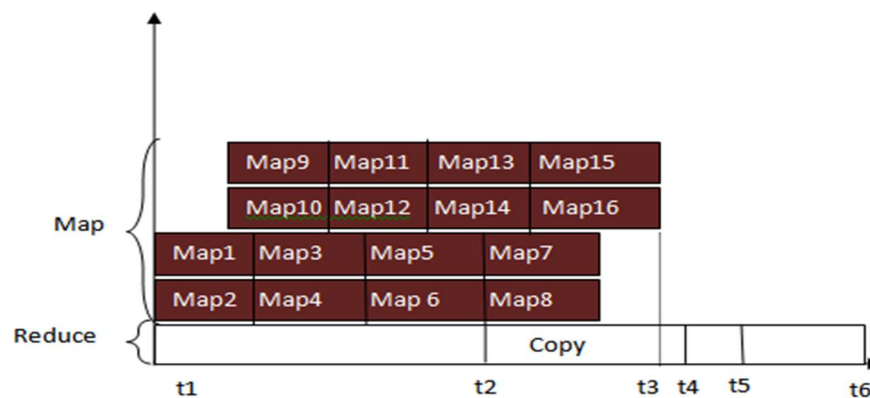 Map9 Map11 Map13 Map15
Map10 Map12 Map14 Map16
Map
Map1 Map3 Map5 Map7
Map2 Map4 Map 6 Map8
Reduce
Copy
t1 t2 t3 t4 t5 t6